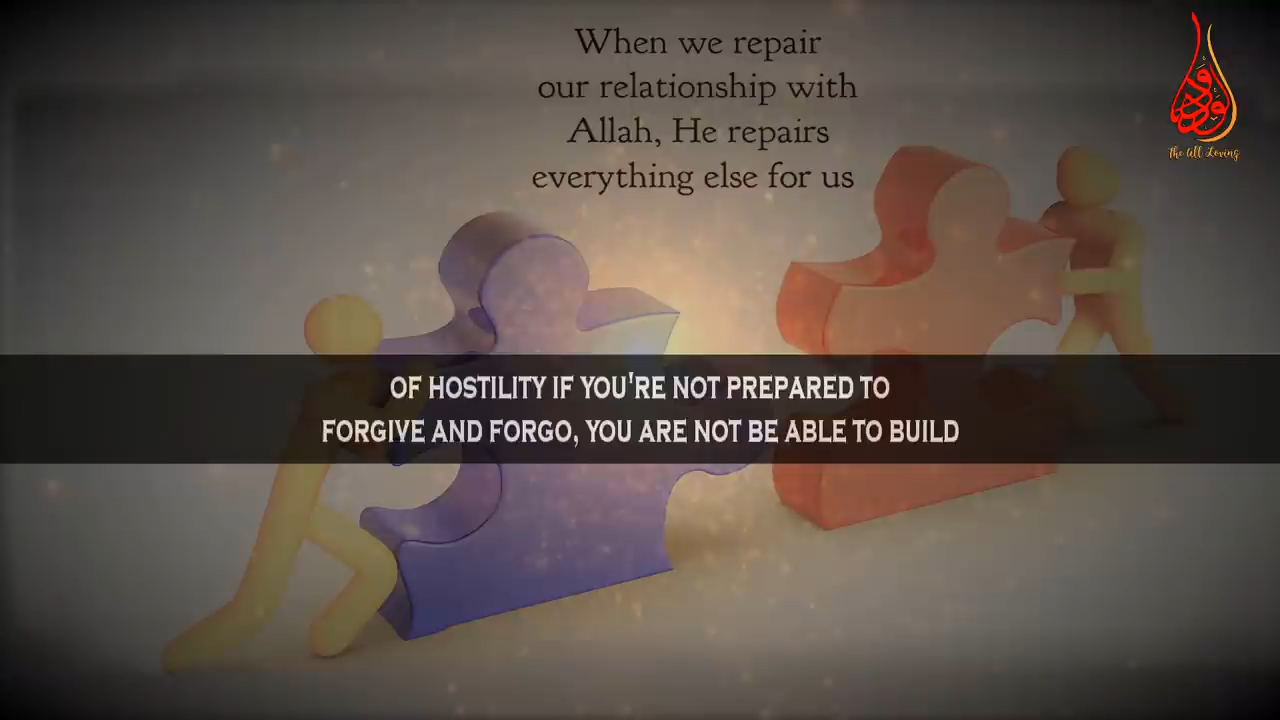 When we repair
our relationship with
Allah, He repairs
everything else for us
الودود
The All Loving
OF HOSTILITY IF YOU'RE NOT PREPARED TO
FORGIVE AND FORGO, YOU ARE NOT BE ABLE TO BUILD